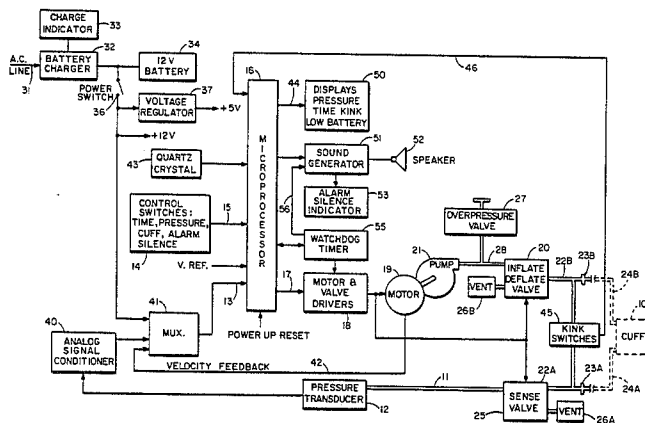 CHARGE
INDICATOR
33
A.C.
LINE
31
BATTERY
CHARGER
32
12V
BATTERY
34
POWER
SWITCH
36
VOLTAGE
REGULATOR
37
+5V
+12V
QUARTZ
CRYSTAL
43
CONTROL
SWITCHES:
TIME, PRESSURE,
CUFF, ALARM
SILENCE
14
15
V. REF.
13
MICROPROCESSOR
16
POWER UP RESET
44
46
DISPLAYS
PRESSURE
TIME KINK
LOW BATTERY
50
SOUND
GENERATOR
51
52
SPEAKER
ALARM
SILENCE
INDICATOR
53
56
WATCHDOG
TIMER
55
17
MOTOR &
VALVE
DRIVERS
18
19
MOTOR
21
PUMP
OVERPRESSURE
VALVE
27
28
20
INFLATE
DEFLATE
VALVE
22B
23B
24B
VENT
26B
45
KINK
SWITCHES
10
CUFF
40
ANALOG
SIGNAL
CONDITIONER
41
MUX.
VELOCITY FEEDBACK
42
PRESSURE
TRANSDUCER
12
11
22A
23A
24A
SENSE
VALVE
25
VENT
26A